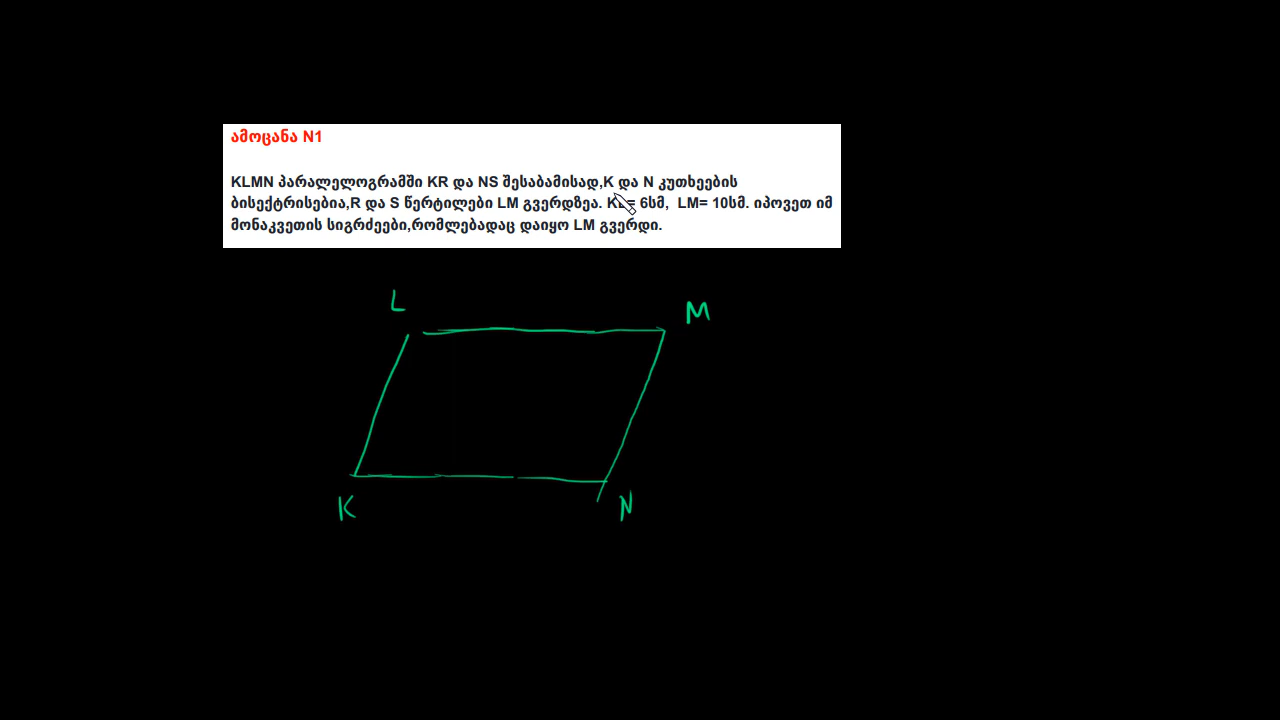 ამოცანა N1
KLMN პარალელოგრამში KR და NS შესაბამისად,K და N კუთხეების
ბისექტრისებია,R და S წერტილები LM გვერდზეა. KL= 6სმ, LM= 10სმ. იპოვეთ იმ
მონაკვეთის სიგრძეები,რომლებადაც დაიყო LM გვერდი.
L
M
K
N